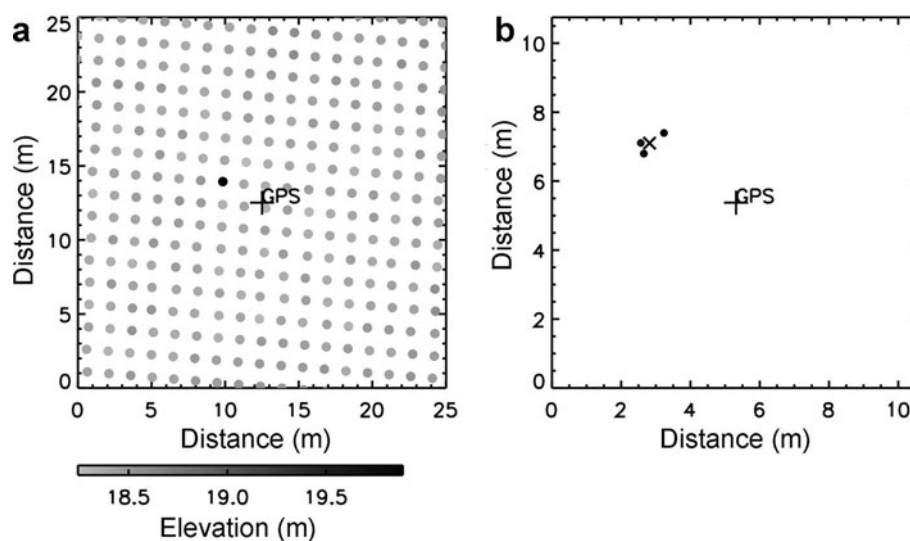 a
25
20
15
10
5
0
Distance (m)
GPS
0 5 10 15 20 25
Distance (m)
18.5 19.0 19.5
Elevation (m)
b
10
8
6
4
2
0
Distance (m)
GPS
0 2 4 6 8 10
Distance (m)